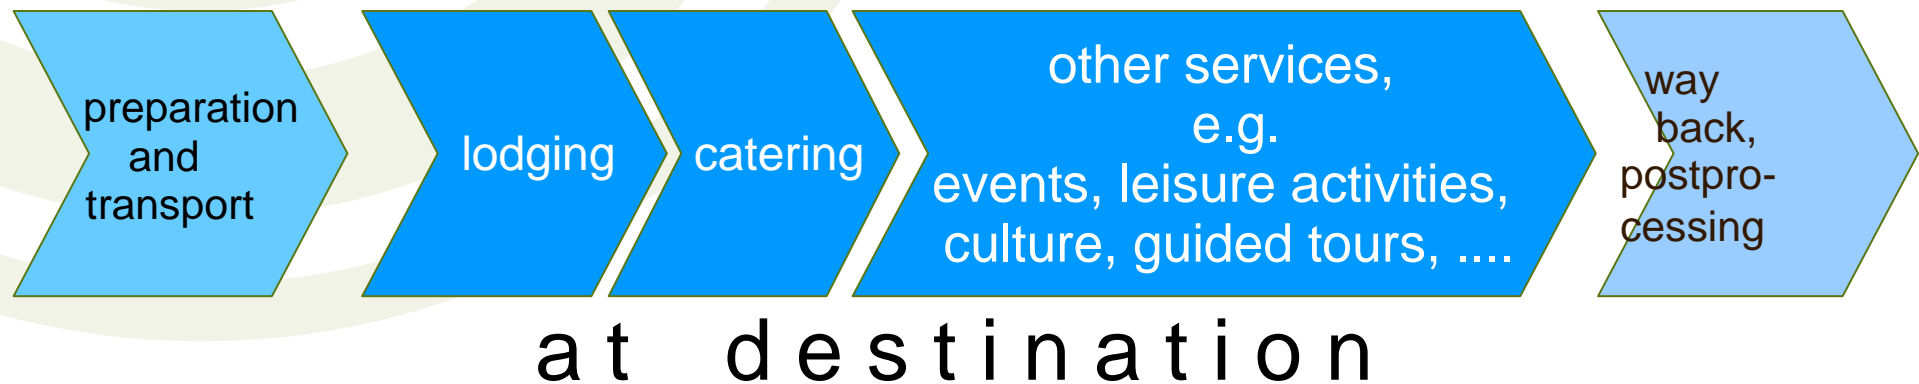 preparation
and
transport
lodging
catering
other services,
e.g.
events, leisure activities,
culture, guided tours, ....
way
back,
postpro-
cessing
at destination